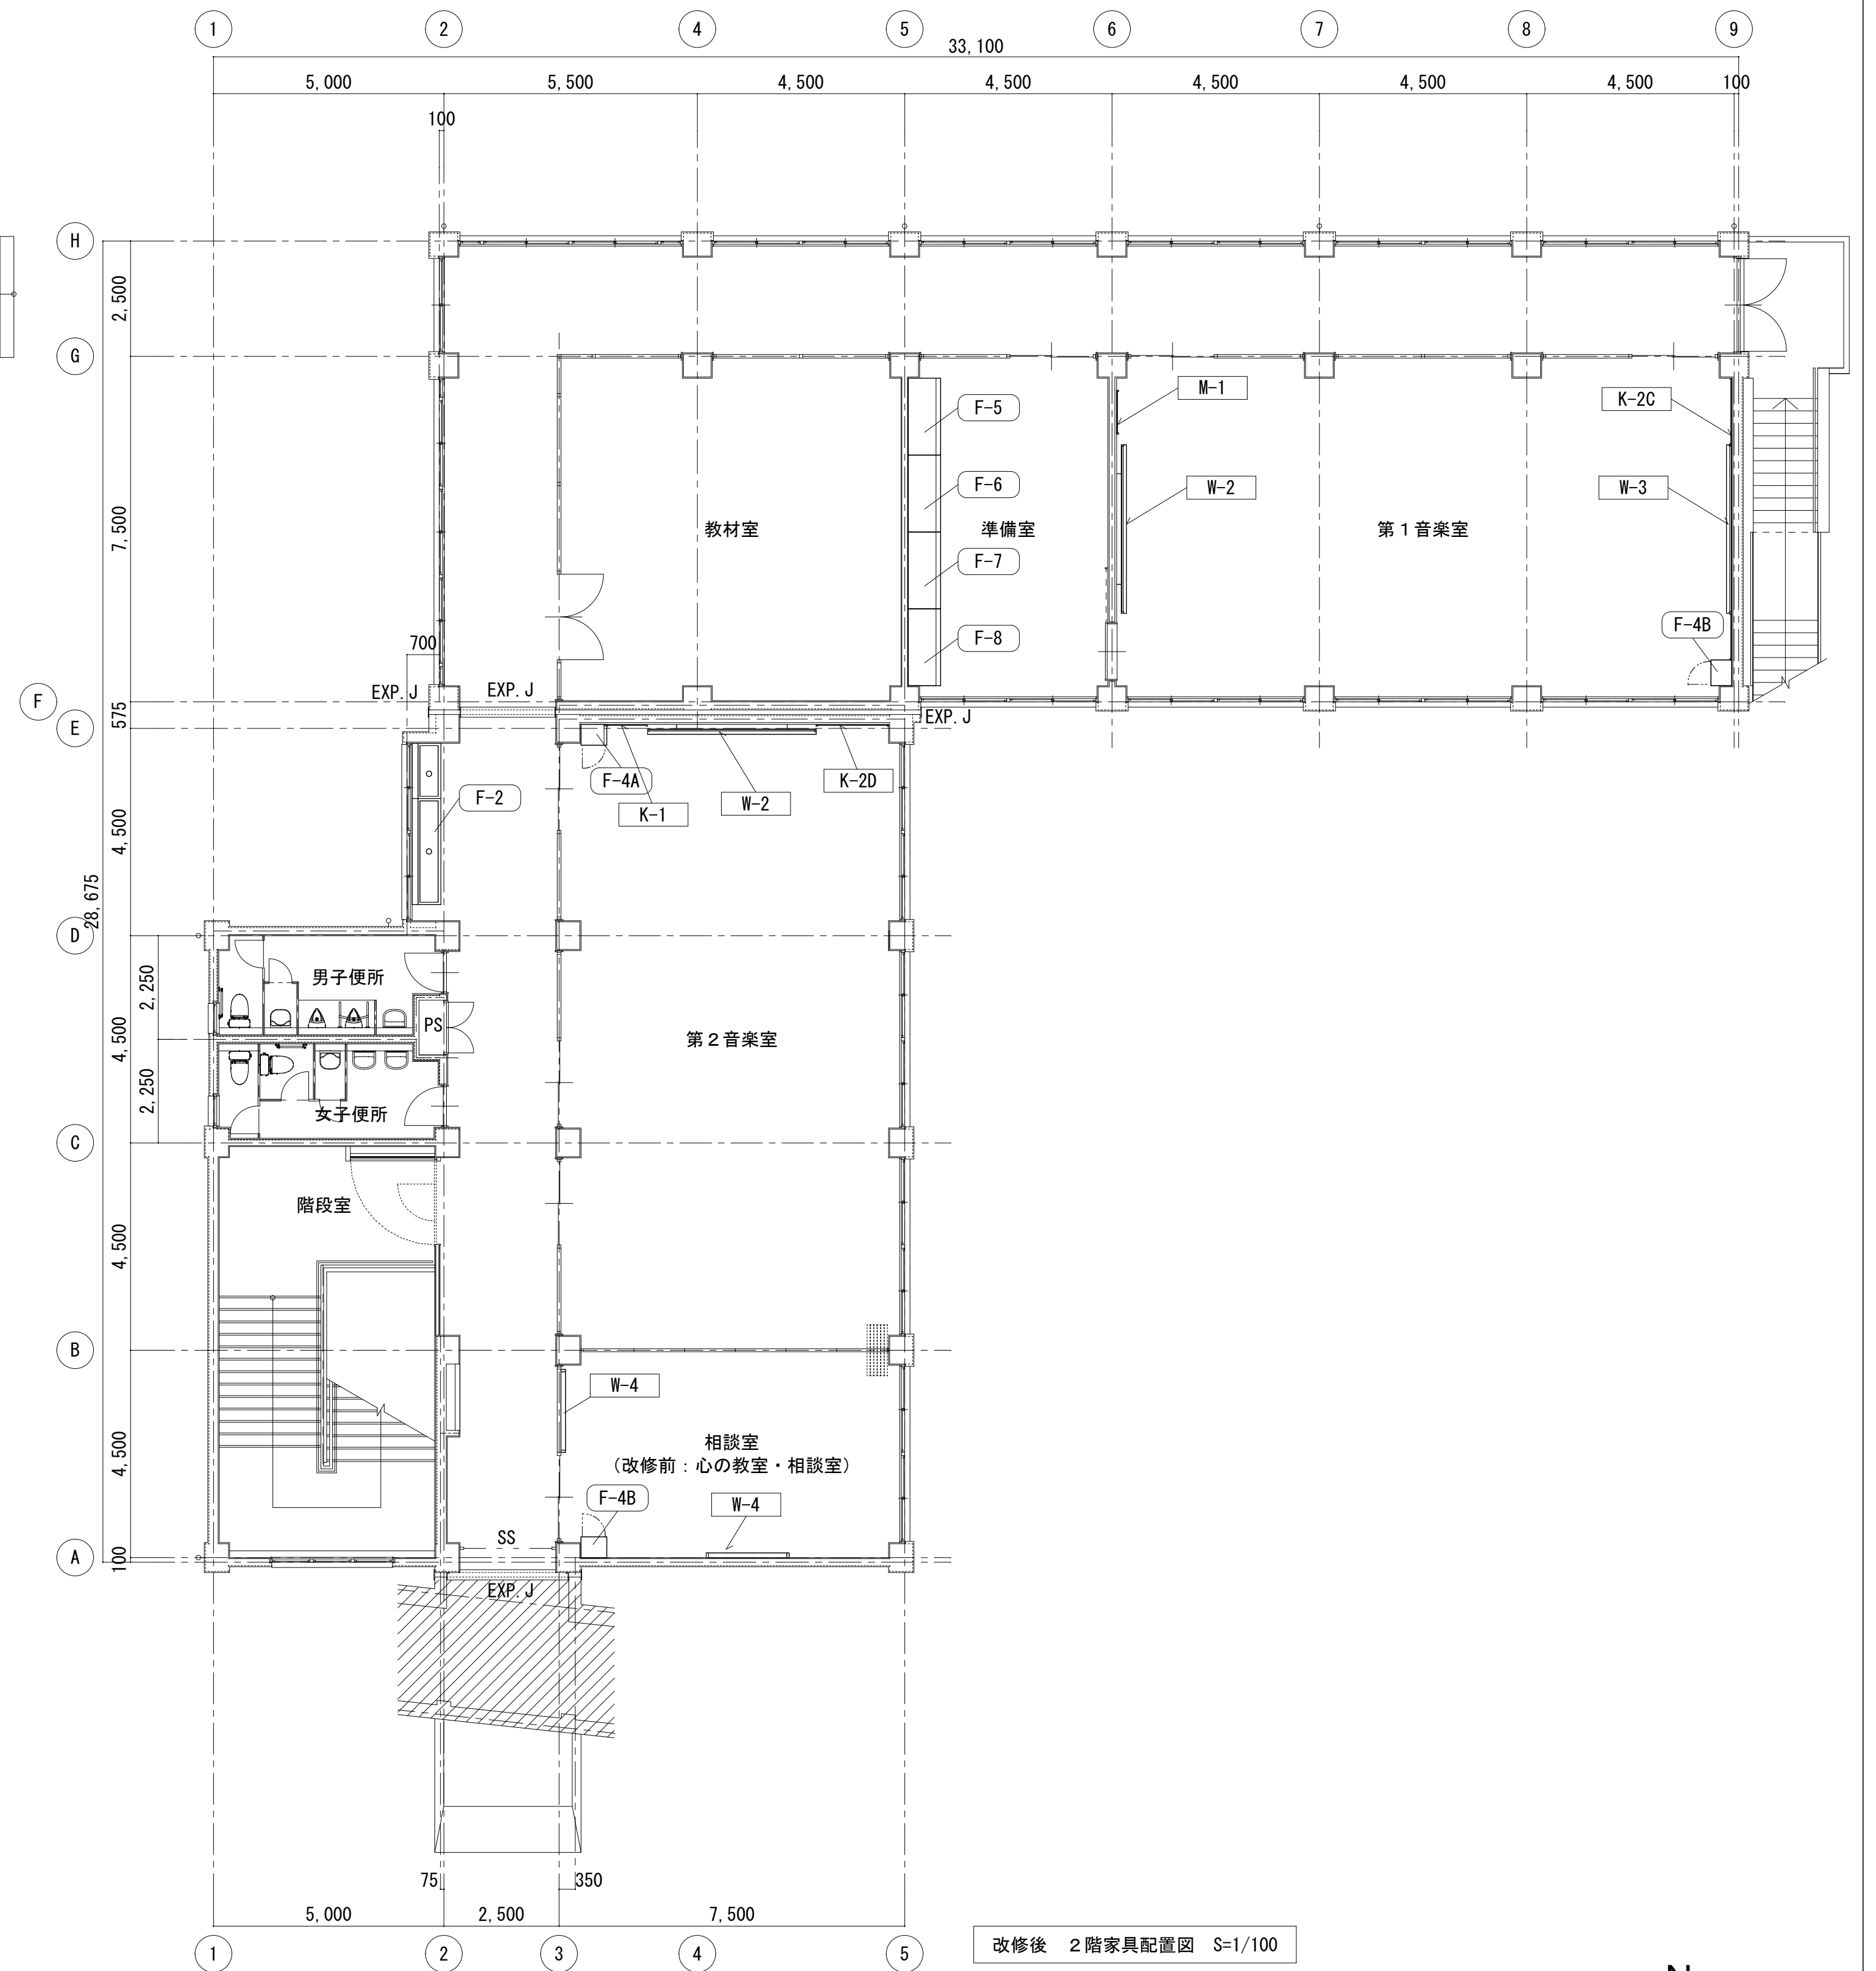 1 2 4 5 6 7 8 9
33,100
5,000 5,500 4,500 4,500 4,500 4,500 4,500 100
100
H
2,500
G
M-1
K-2C
F-5
F-6
W-2
W-3
7,500
教材室
準備室
第1音楽室
F-7
F-8
F-4B
700
EXP.J
EXP.J
F
575
EXP.J
E
F-4A
K-2D
F-2
W-2
K-1
4,500
28,675
D
2,250
男子便所
PS
4,500
第2音楽室
2,250
女子便所
C
階段室
4,500
B
W-4
相談室
4,500
(改修前:心の教室・相談室)
F-4B
W-4
SS
A
100
EXP.J
75
350
5,000 2,500 7,500
1 2 3 4 5
改修後 2階家具配置図 S=1/100
N